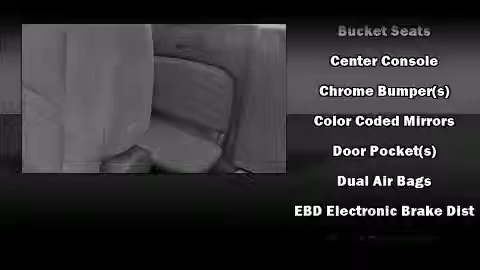 Bucket Seats
Center Console
Chrome Bumper(s)
Color Coded Mirrors
Door Pocket(s)
Dual Air Bags
EBD Electronic Brake Dist